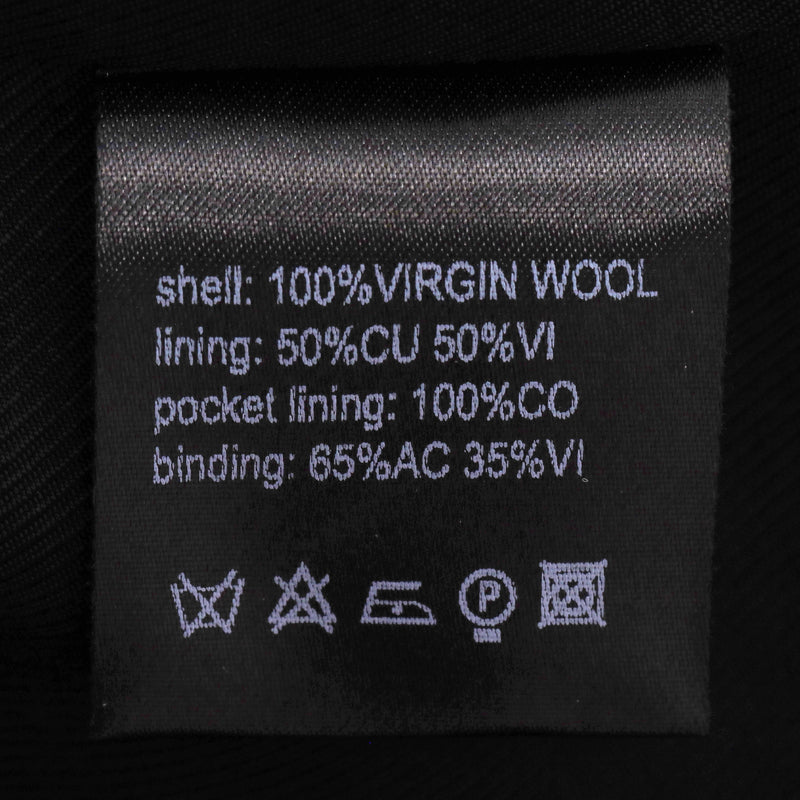 shell: 100%VIRGIN WOOL
lining: 50%CU 50%VI
pocket lining: 100%CO
binding: 65%AC 35%VI
P